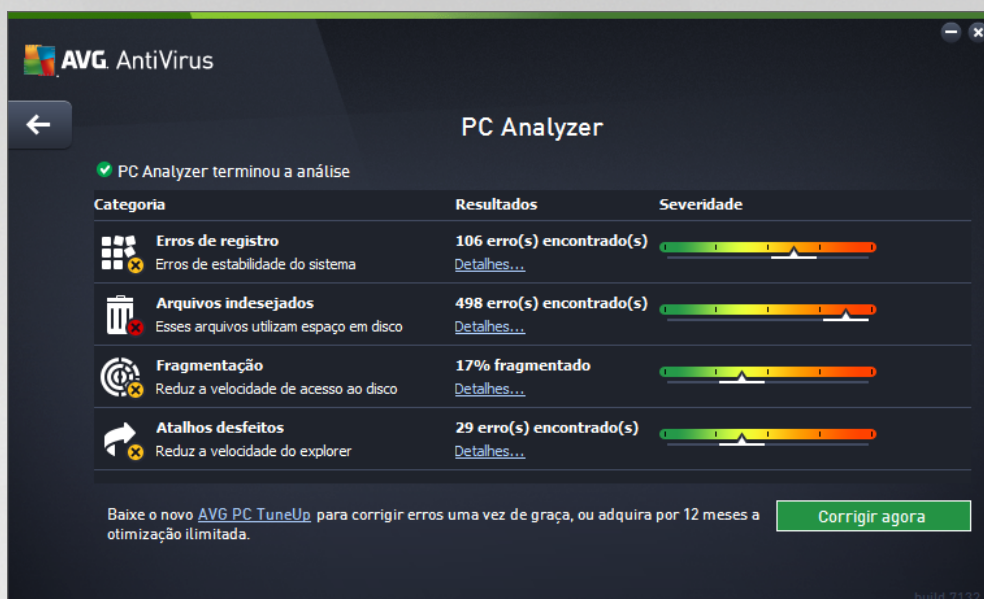 AVG. AntiVirus
PC Analyzer
PC Analyzer terminou a análise
Categoria Resultados Severidade
Erros de registro 106 erro(s) encontrado(s)
Erros de estabilidade do sistema Detalhes...
Arquivos indesejados 498 erro(s) encontrado(s)
Esses arquivos utilizam espaço em disco Detalhes...
Fragmentação 17% fragmentado
Reduz a velocidade de acesso ao disco Detalhes...
Atalhos desfeitos 29 erro(s) encontrado(s)
Reduz a velocidade do explorer Detalhes...
Baixe o novo AVG PC TuneUp para corrigir erros uma vez de graça, ou adquira por 12 meses a
otimização ilimitada.
Corrigir agora
build 7132